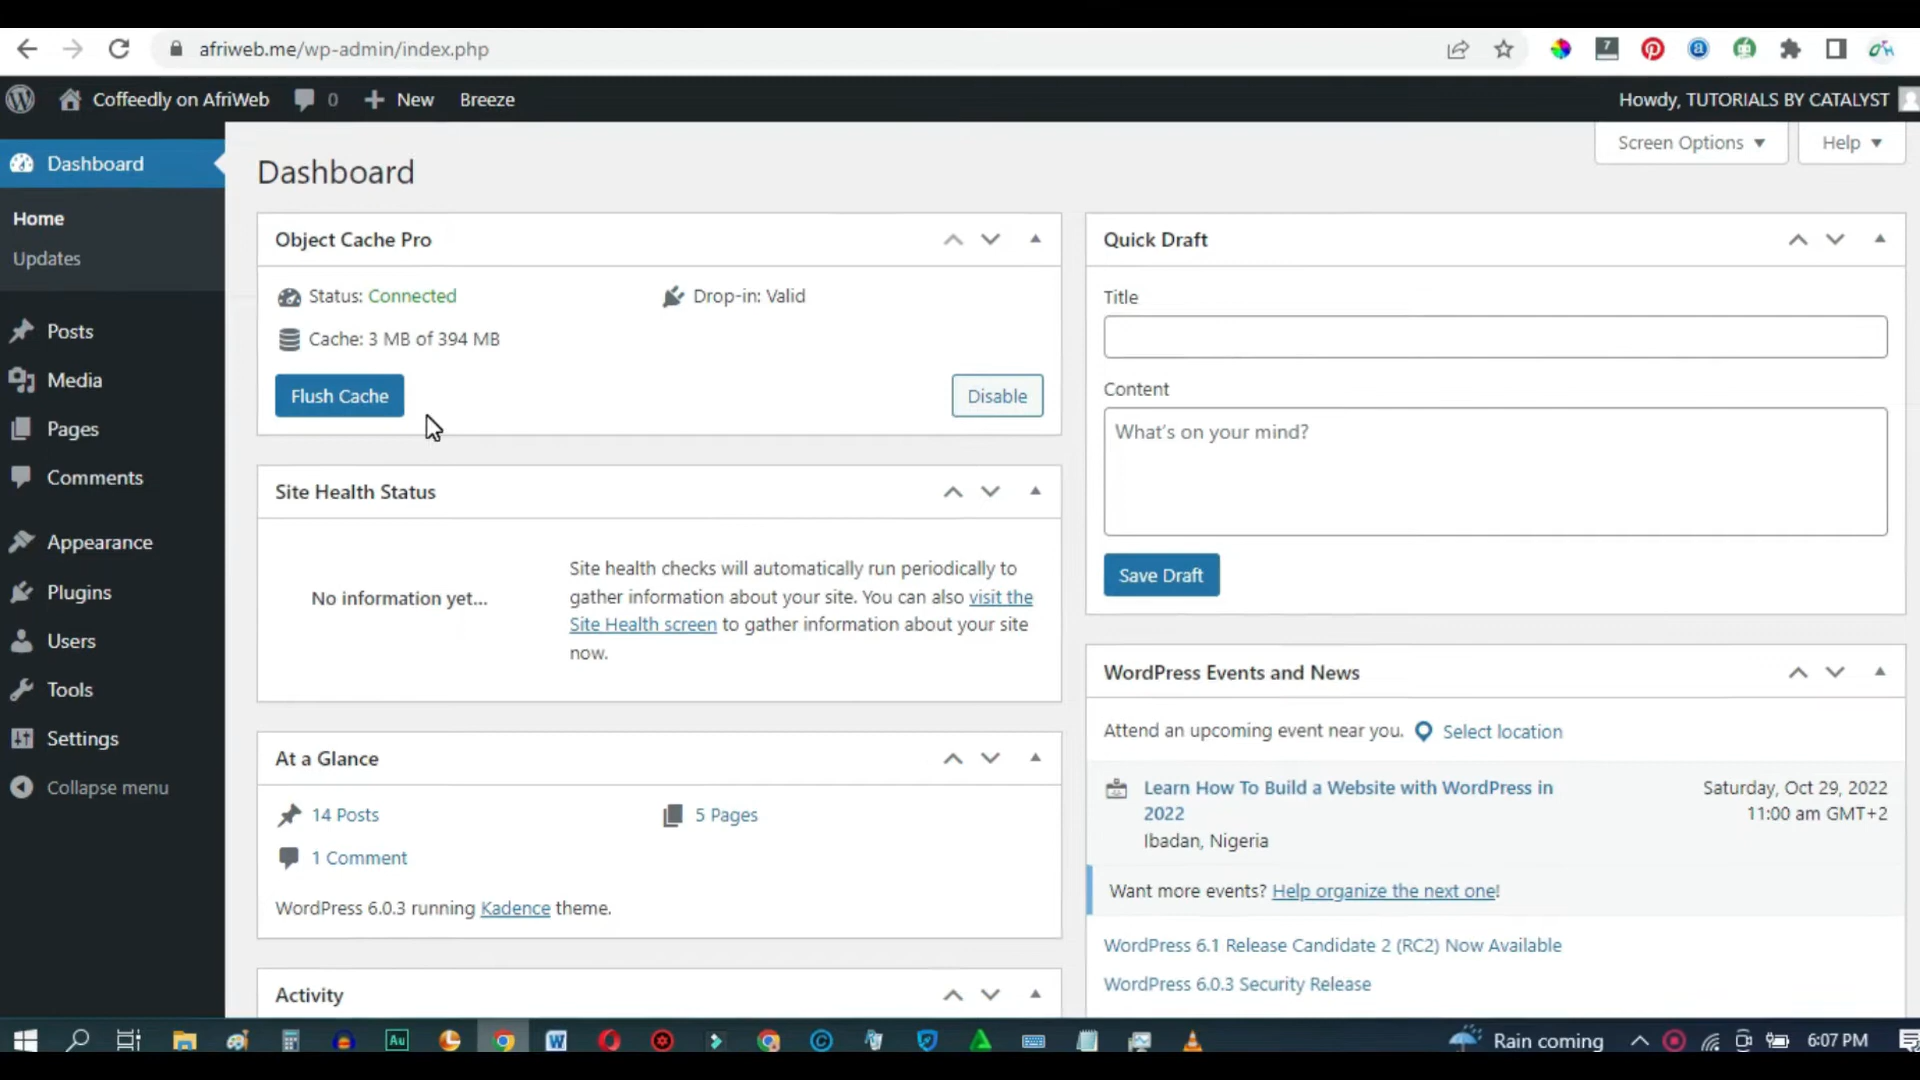 afriweb.me/wp-admin/index.php
7
Coffeedly on AfriWeb
0
New
Breeze
Howdy, TUTORIALS BY CATALYST
Dashboard
Home
Updates
Posts
Media
Pages
Comments
Appearance
Plugins
Users
Tools
Settings
Collapse menu
Screen Options
Help
Dashboard
Object Cache Pro
Status: Connected
Drop-in: Valid
Cache: 3 MB of 394 MB
Flush Cache
Disable
Site Health Status
No information yet...
Site health checks will automatically run periodically to
gather information about your site. You can also visit the
Site Health screen to gather information about your site
now.
At a Glance
14 Posts
5 Pages
1 Comment
WordPress 6.0.3 running Kadence theme.
Activity
Quick Draft
Title
Content
What's on your mind?
Save Draft
WordPress Events and News
Attend an upcoming event near you.
Select location
Learn How To Build a Website with WordPress in
2022
Ibadan, Nigeria
Saturday, Oct 29, 2022
11:00 am GMT+2
Want more events? Help organize the next one!
WordPress 6.1 Release Candidate 2 (RC2) Now Available
WordPress 6.0.3 Security Release
Au
Rain coming
6:07 PM